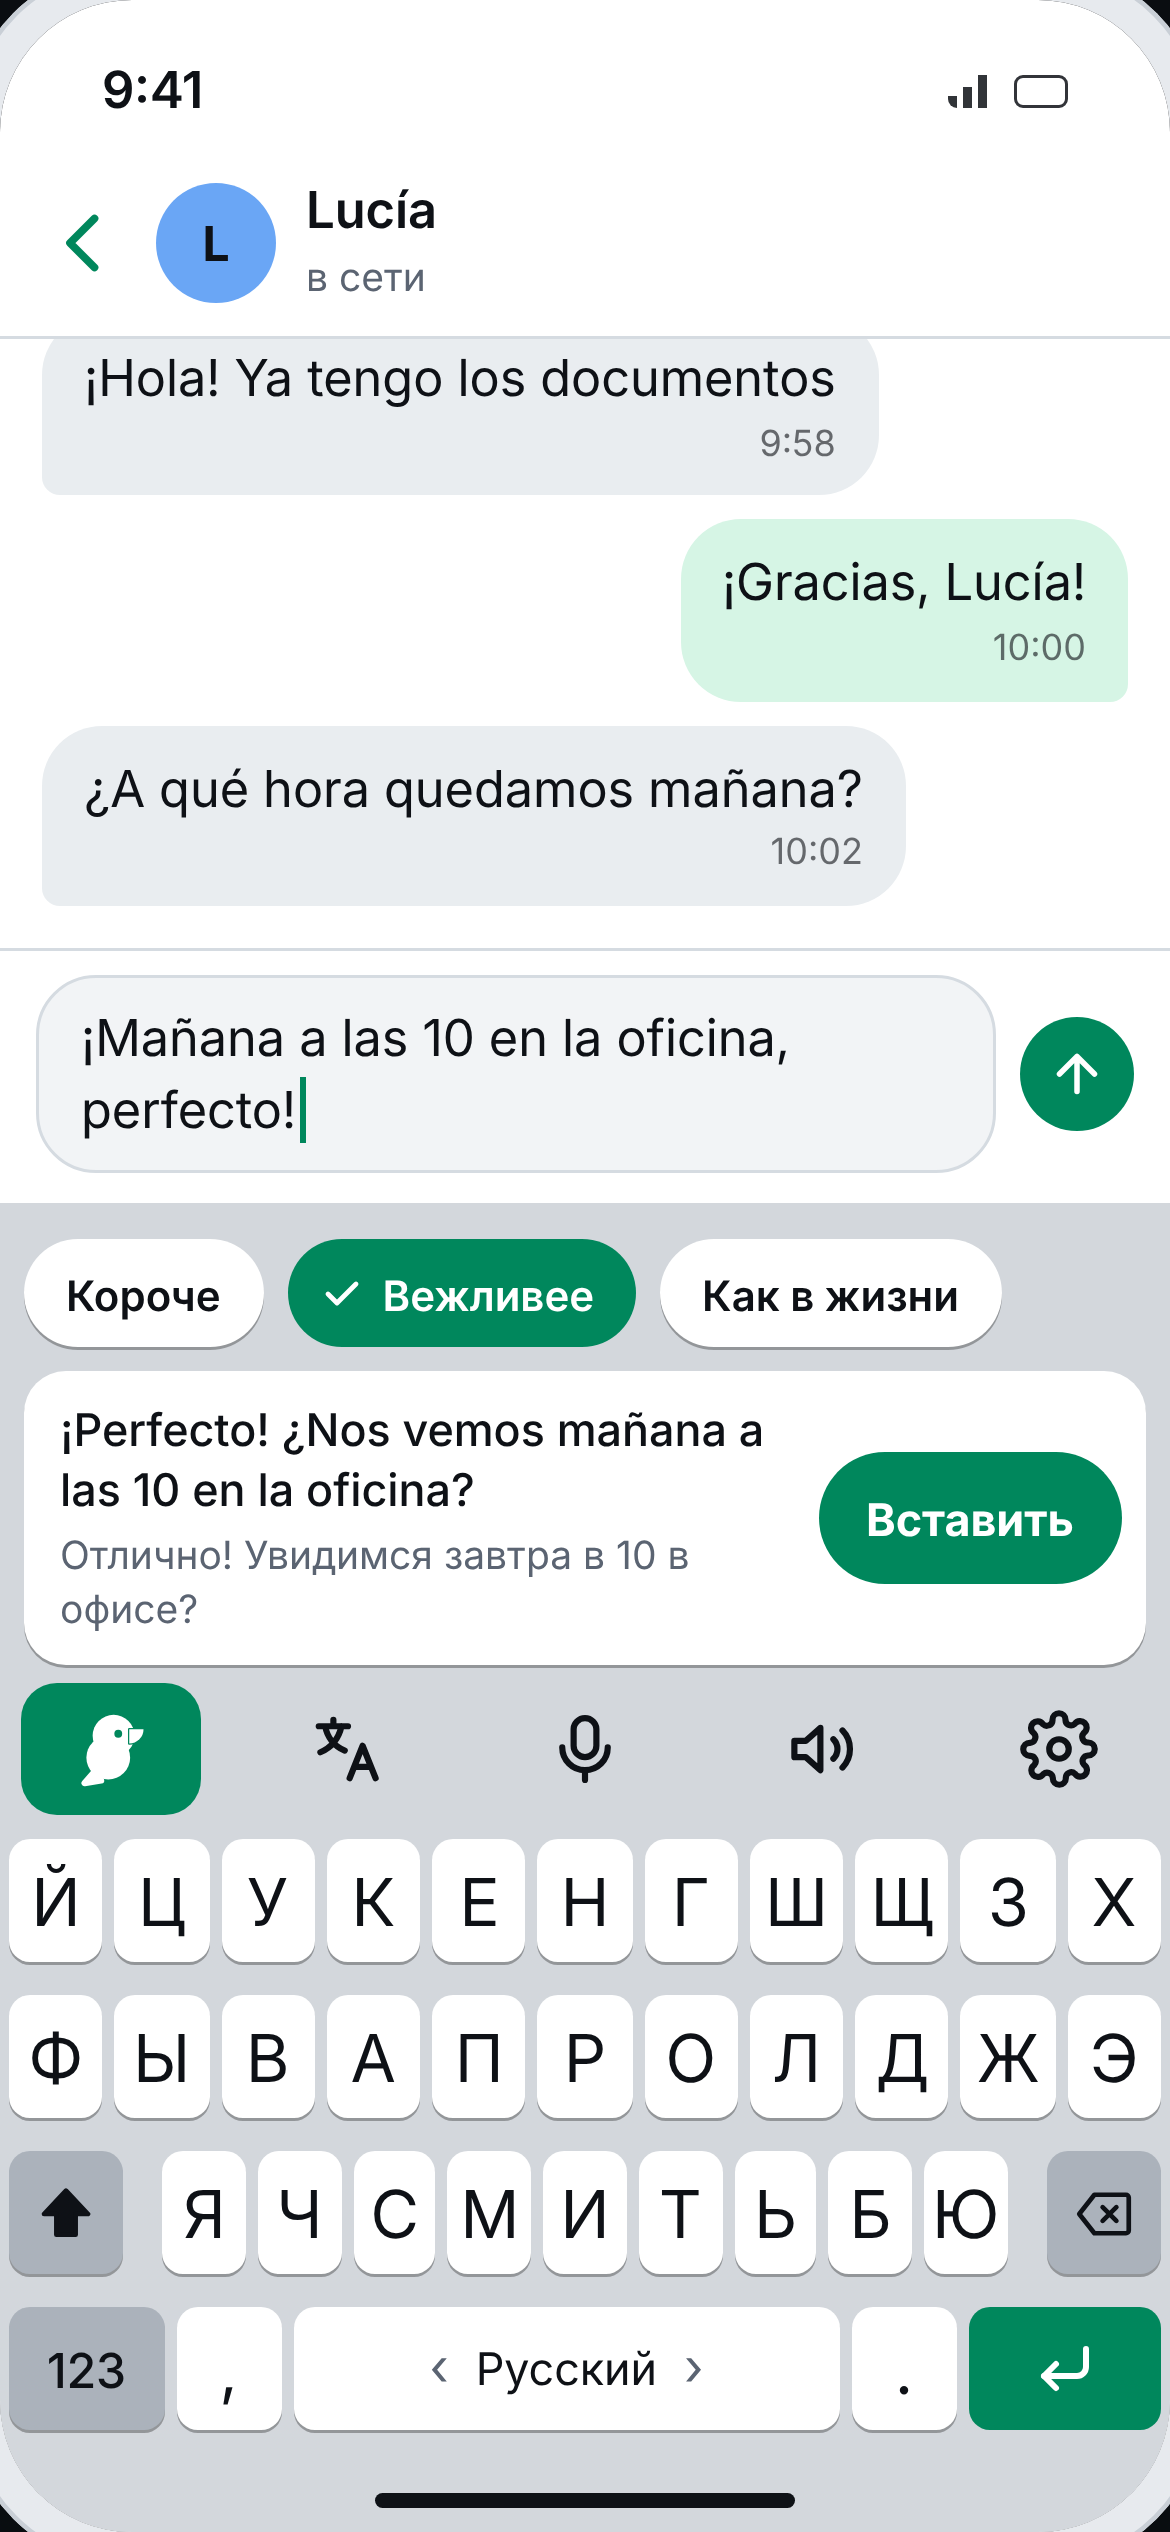 9:41
L
Lucía
в сети
¡Hola! Ya tengo los documentos
9:58
¡Gracias, Lucía!
10:00
¿A qué hora quedamos mañana?
10:02
¡Mañana a las 10 en la oficina,
perfecto!
Короче
Вежливее
Как в жизни
¡Perfecto! ¿Nos vemos mañana a
las 10 en la oficina?
Отлично! Увидимся завтра в 10 в
офисе?
Вставить
Й Ц У К Е Н Г Ш Щ З Х
Ф Ы В А П Р О Л Д Ж Э
Я Ч С М И Т Ь Б Ю
123 , ‹ Русский › .